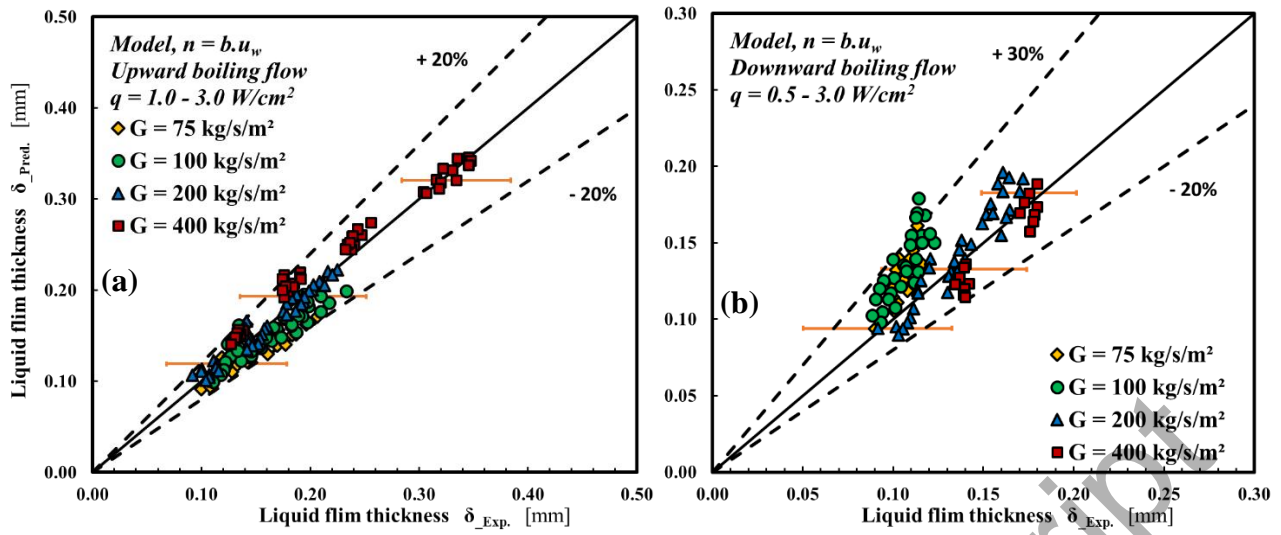 0.50
0.40
0.30
0.20
0.10
0.00
Liquid flim thickness δ_Pred. [mm]
Model, n = b.u_w
Upward boiling flow
q = 1.0 - 3.0 W/cm²
G = 75 kg/s/m²
G = 100 kg/s/m²
G = 200 kg/s/m²
G = 400 kg/s/m²
+ 20%
- 20%
(a)
0.00 0.10 0.20 0.30 0.40 0.50
Liquid flim thickness δ_Exp. [mm]
0.30
0.25
0.20
0.15
0.10
0.05
0.00
Model, n = b.u_w
Downward boiling flow
q = 0.5 - 3.0 W/cm²
+ 30%
- 20%
(b)
G = 75 kg/s/m²
G = 100 kg/s/m²
G = 200 kg/s/m²
G = 400 kg/s/m²
0.00 0.05 0.10 0.15 0.20 0.25 0.30
Liquid flim thickness δ_Exp. [mm]
ript